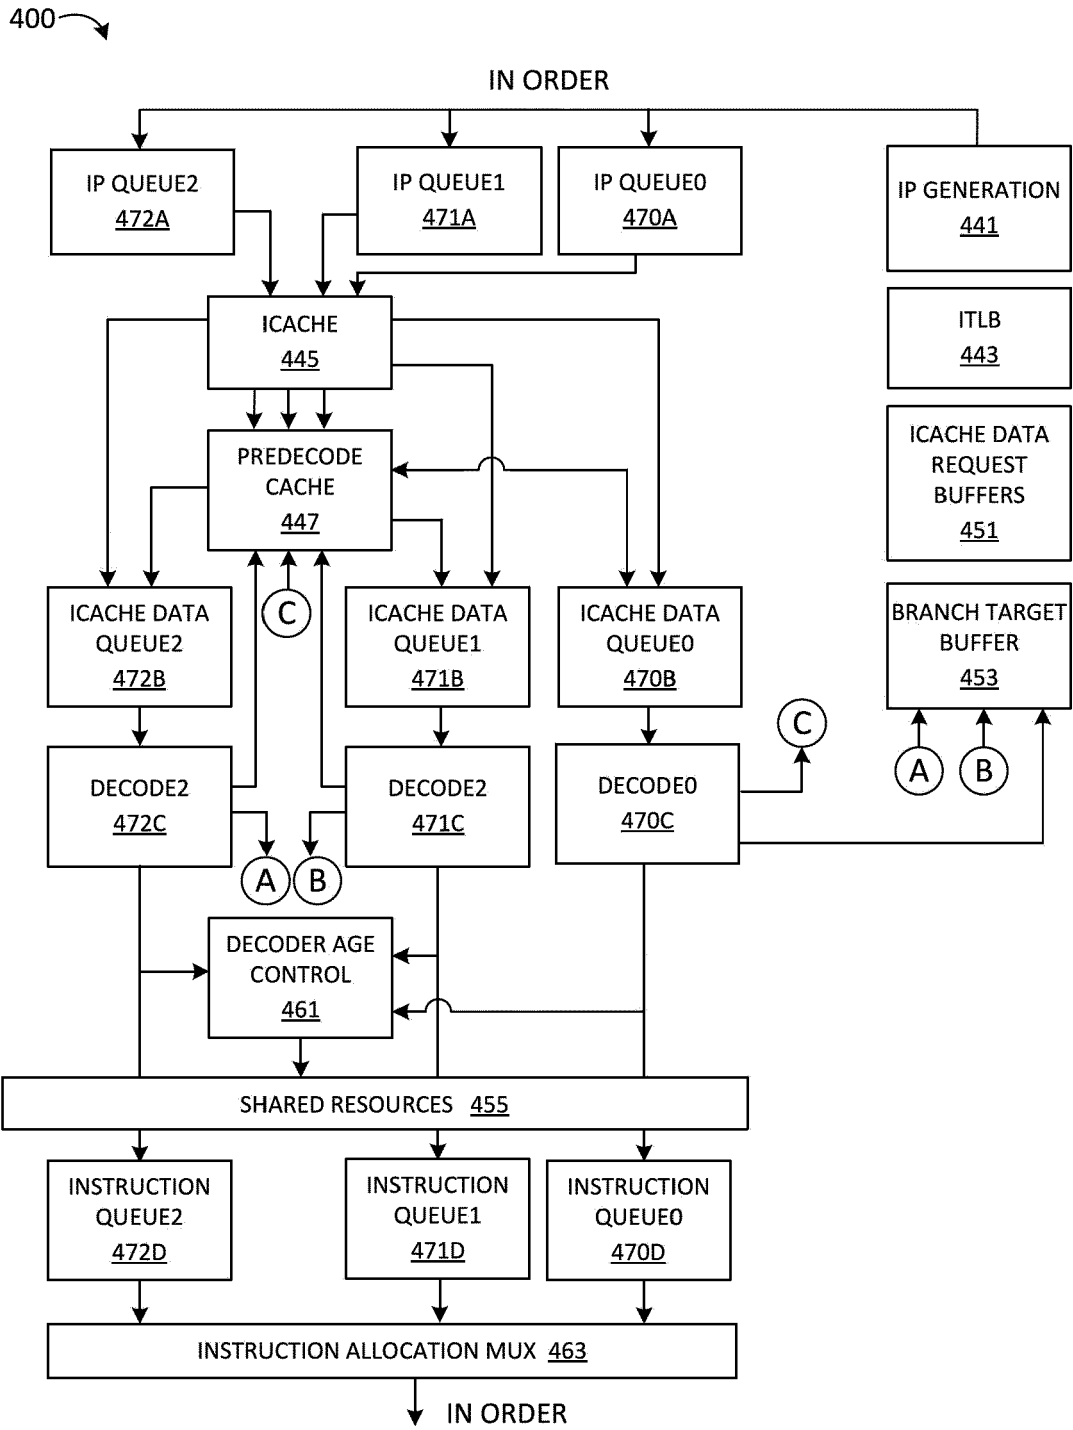 400
IN ORDER
IP QUEUE2
472A
IP QUEUE1
471A
IP QUEUE0
470A
IP GENERATION
441
ICACHE
445
ITLB
443
PREDECODE
CACHE
447
ICACHE DATA
REQUEST
BUFFERS
451
ICACHE DATA
QUEUE2
472B
C
ICACHE DATA
QUEUE1
471B
ICACHE DATA
QUEUE0
470B
BRANCH TARGET
BUFFER
453
C
A
B
DECODE2
472C
DECODE2
471C
DECODE0
470C
A
B
DECODER AGE
CONTROL
461
SHARED RESOURCES 455
INSTRUCTION
QUEUE2
472D
INSTRUCTION
QUEUE1
471D
INSTRUCTION
QUEUE0
470D
INSTRUCTION ALLOCATION MUX 463
IN ORDER